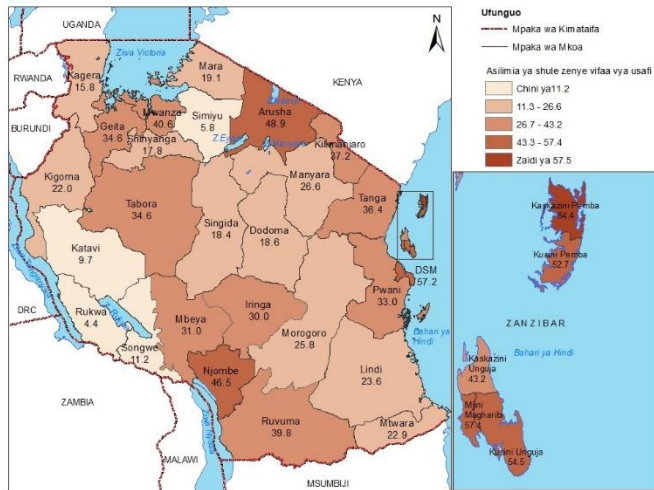 UGANDA
N
Ziwa Victoria
Kagera
15.8
Mara
19.1
RWANDA
KENYA
Mwanza
40.6
Simiyu
5.8
Arusha
48.9
BURUNDI
Geita
34.6
Shinyanga
17.8
Kilimanjaro
37.2
Kigoma
22.0
Manyara
26.6
Tabora
34.6
Tanga
36.4
Singida
18.4
Dodoma
18.6
Katavi
9.7
DSM
57.2
Pwani
33.0
DRC
Rukwa
4.4
Mbeya
31.0
Iringa
30.0
Bahari ya
Hindi
Songwe
11.2
Morogoro
25.8
Njombe
46.5
Lindi
23.6
ZAMBIA
Ruvuma
39.8
Mtwara
22.9
MALAWI
MSUMBIJI
Ufunguo
Mpaka wa Kimataifa
Mpaka wa Mkoa
Asilimia ya shule zenye vifaa vya usafi
Chini ya11.2
11.3 - 26.6
26.7 - 43.2
43.3 - 57.4
Zaidi ya 57.5
Kaskazini Pemba
84.4
Kusini Pemba
52.7
ZANZIBAR
Bahari ya Hindi
Kaskazini
Unguja
43.2
Mjini
Magharibi
57.4
Kusini Unguja
54.5